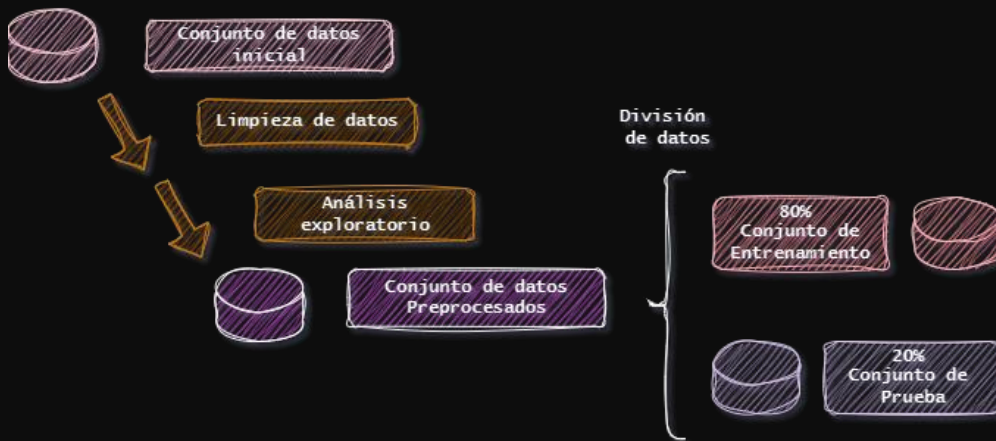 Conjunto de datos
inicial
Limpieza de datos
Análisis
exploratorio
Conjunto de datos
Preprocesados
División
de datos
80%
Conjunto de
Entrenamiento
20%
Conjunto de
Prueba